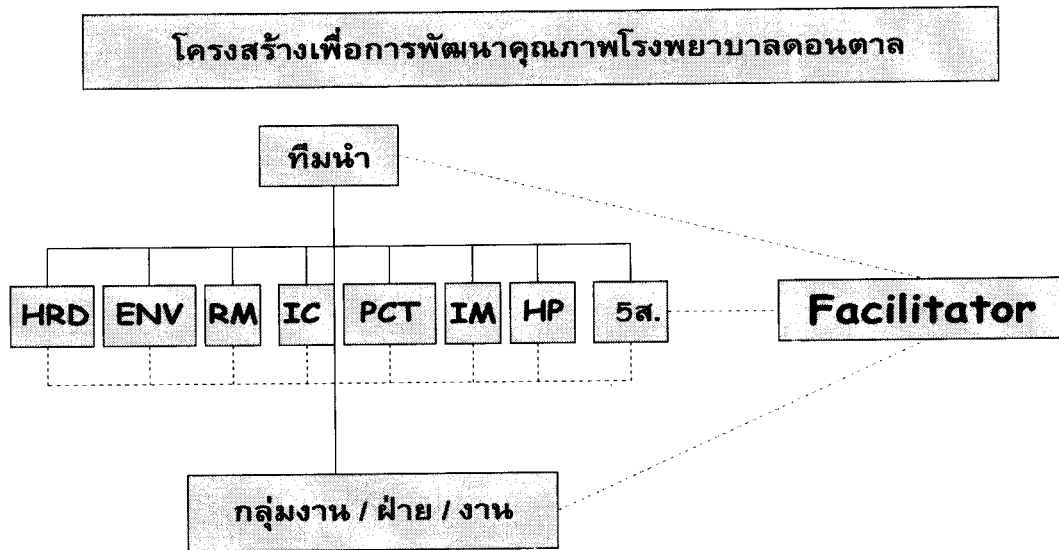 โครงสร้างเพื่อการพัฒนาคุณภาพโรงพยาบาลดอนตาล
ทีมนำ
HRD ENV RM IC PCT IM HP 5ส. Facilitator
กลุ่มงาน / ฝ่าย / งาน